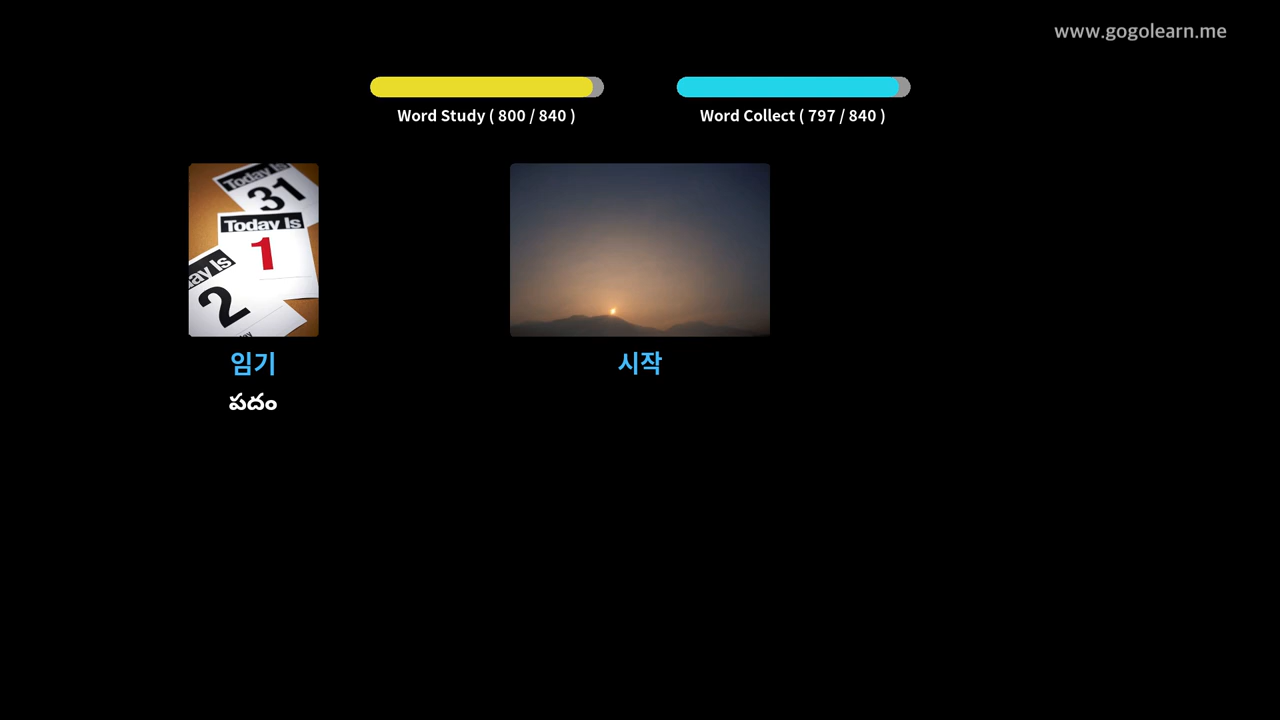 www.gogolearn.me
Word Study ( 800 / 840 )
Word Collect ( 797 / 840 )
Today Is
31
Today Is
1
ay Is
2
임기
시작
పదం